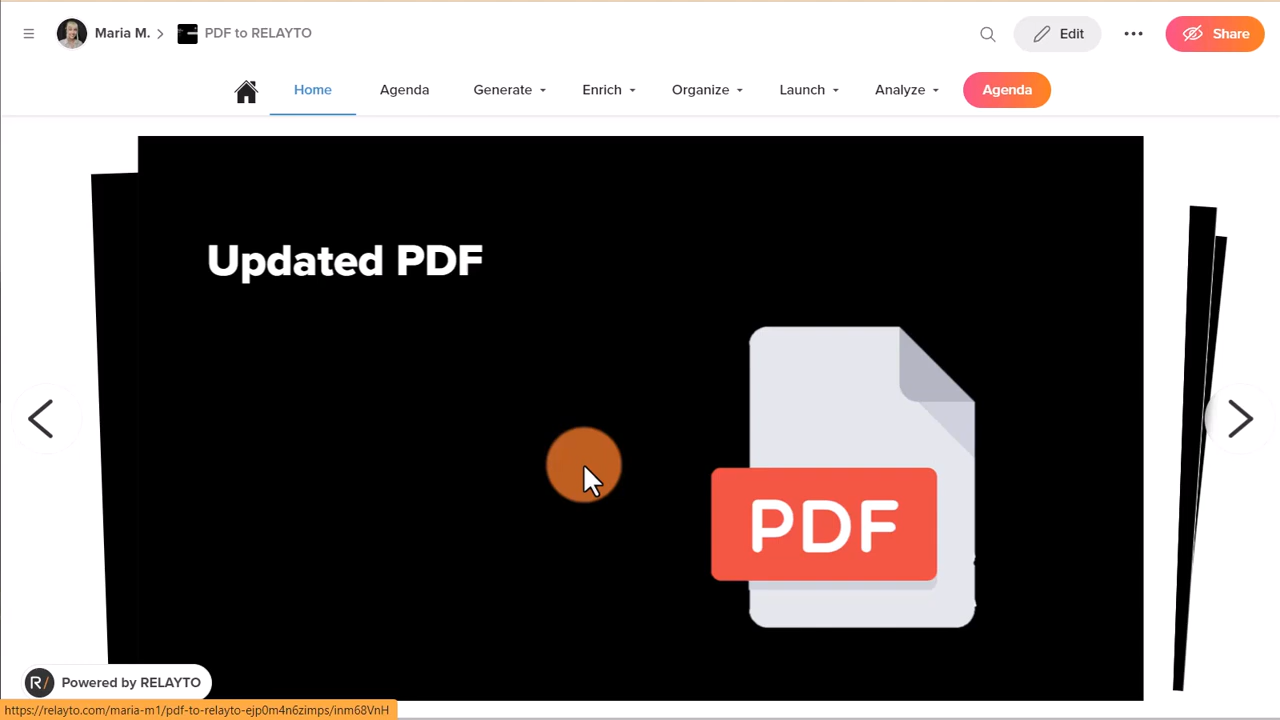 Maria M. > PDF to RELAYTO
Edit
Share
Home
Agenda
Generate
Enrich
Organize
Launch
Analyze
Agenda
Updated PDF
PDF
R/ Powered by RELAYTO
https://relayto.com/maria-m1/pdf-to-relayto-ejp0m4n6zimps/inm68VnH